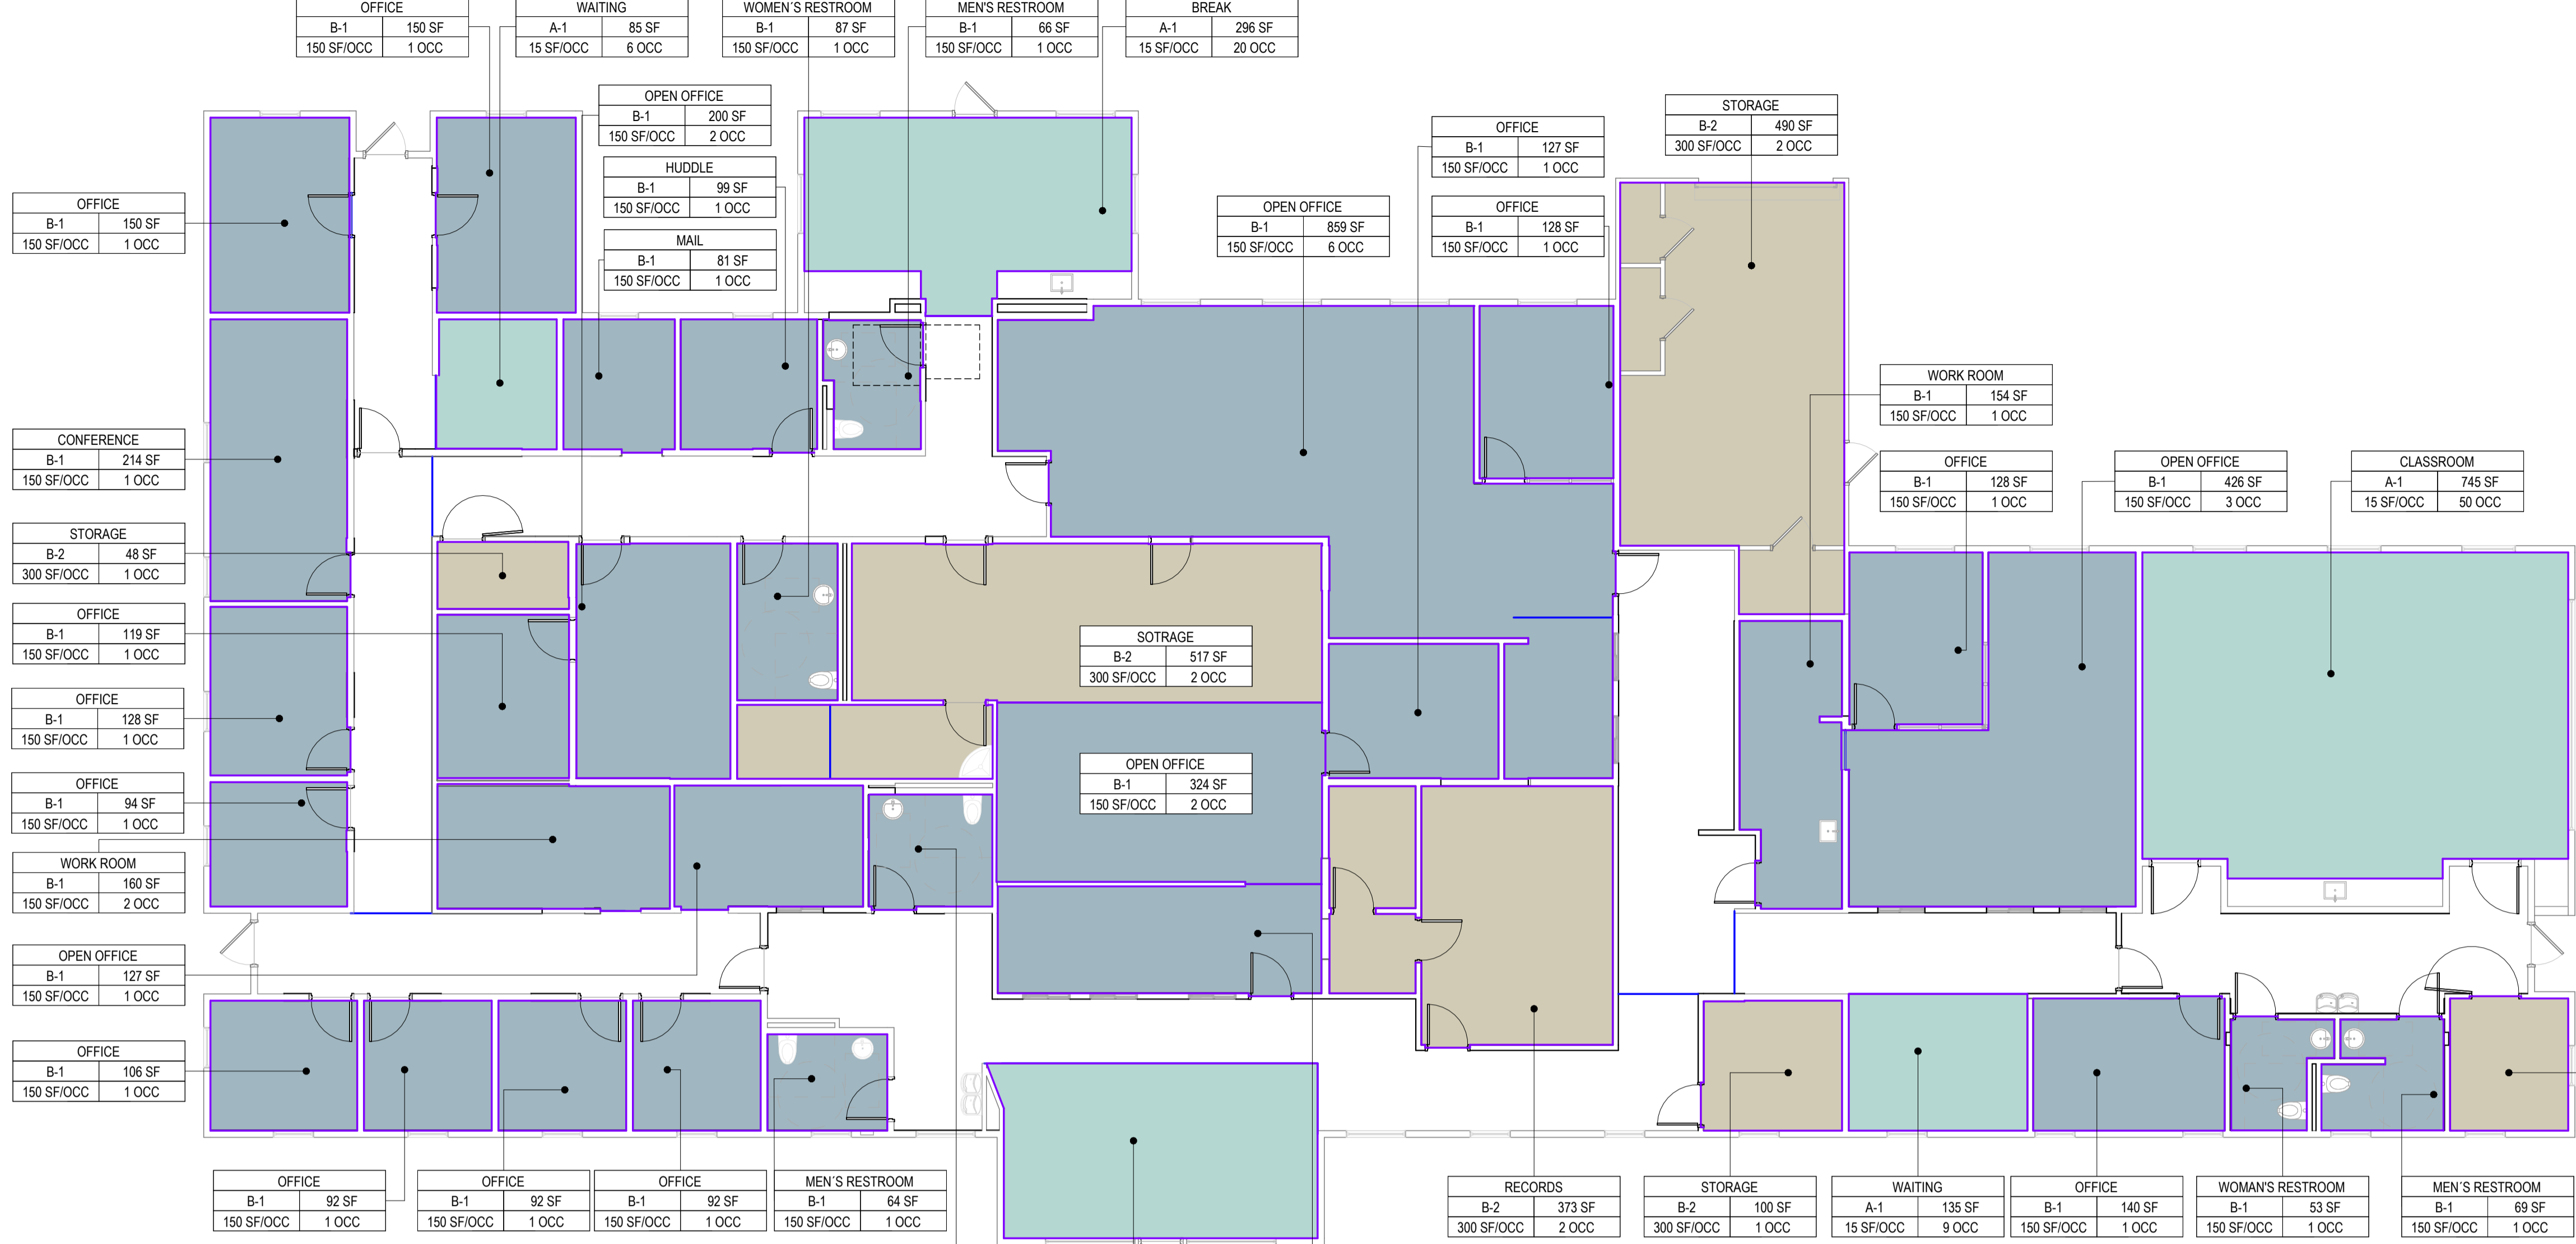 OFFICE
B-1 150 SF
150 SF/OCC 1 OCC
WAITING
A-1 85 SF
15 SF/OCC 6 OCC
WOMEN´S RESTROOM
B-1 87 SF
150 SF/OCC 1 OCC
MEN'S RESTROOM
B-1 66 SF
150 SF/OCC 1 OCC
BREAK
A-1 296 SF
15 SF/OCC 20 OCC
OPEN OFFICE
B-1 200 SF
150 SF/OCC 2 OCC
HUDDLE
B-1 99 SF
150 SF/OCC 1 OCC
MAIL
B-1 81 SF
150 SF/OCC 1 OCC
STORAGE
B-2 490 SF
300 SF/OCC 2 OCC
OFFICE
B-1 127 SF
150 SF/OCC 1 OCC
OPEN OFFICE
B-1 859 SF
150 SF/OCC 6 OCC
OFFICE
B-1 128 SF
150 SF/OCC 1 OCC
OFFICE
B-1 150 SF
150 SF/OCC 1 OCC
WORK ROOM
B-1 154 SF
150 SF/OCC 1 OCC
CONFERENCE
B-1 214 SF
150 SF/OCC 1 OCC
OFFICE
B-1 128 SF
150 SF/OCC 1 OCC
OPEN OFFICE
B-1 426 SF
150 SF/OCC 3 OCC
CLASSROOM
A-1 745 SF
15 SF/OCC 50 OCC
STORAGE
B-2 48 SF
300 SF/OCC 1 OCC
OFFICE
B-1 119 SF
150 SF/OCC 1 OCC
SOTRAGE
B-2 517 SF
300 SF/OCC 2 OCC
OFFICE
B-1 128 SF
150 SF/OCC 1 OCC
OPEN OFFICE
B-1 324 SF
150 SF/OCC 2 OCC
OFFICE
B-1 94 SF
150 SF/OCC 1 OCC
WORK ROOM
B-1 160 SF
150 SF/OCC 2 OCC
OPEN OFFICE
B-1 127 SF
150 SF/OCC 1 OCC
OFFICE
B-1 106 SF
150 SF/OCC 1 OCC
OFFICE
B-1 92 SF
150 SF/OCC 1 OCC
OFFICE
B-1 92 SF
150 SF/OCC 1 OCC
OFFICE
B-1 92 SF
150 SF/OCC 1 OCC
MEN´S RESTROOM
B-1 64 SF
150 SF/OCC 1 OCC
RECORDS
B-2 373 SF
300 SF/OCC 2 OCC
STORAGE
B-2 100 SF
300 SF/OCC 1 OCC
WAITING
A-1 135 SF
15 SF/OCC 9 OCC
OFFICE
B-1 140 SF
150 SF/OCC 1 OCC
WOMAN'S RESTROOM
B-1 53 SF
150 SF/OCC 1 OCC
MEN´S RESTROOM
B-1 69 SF
150 SF/OCC 1 OCC